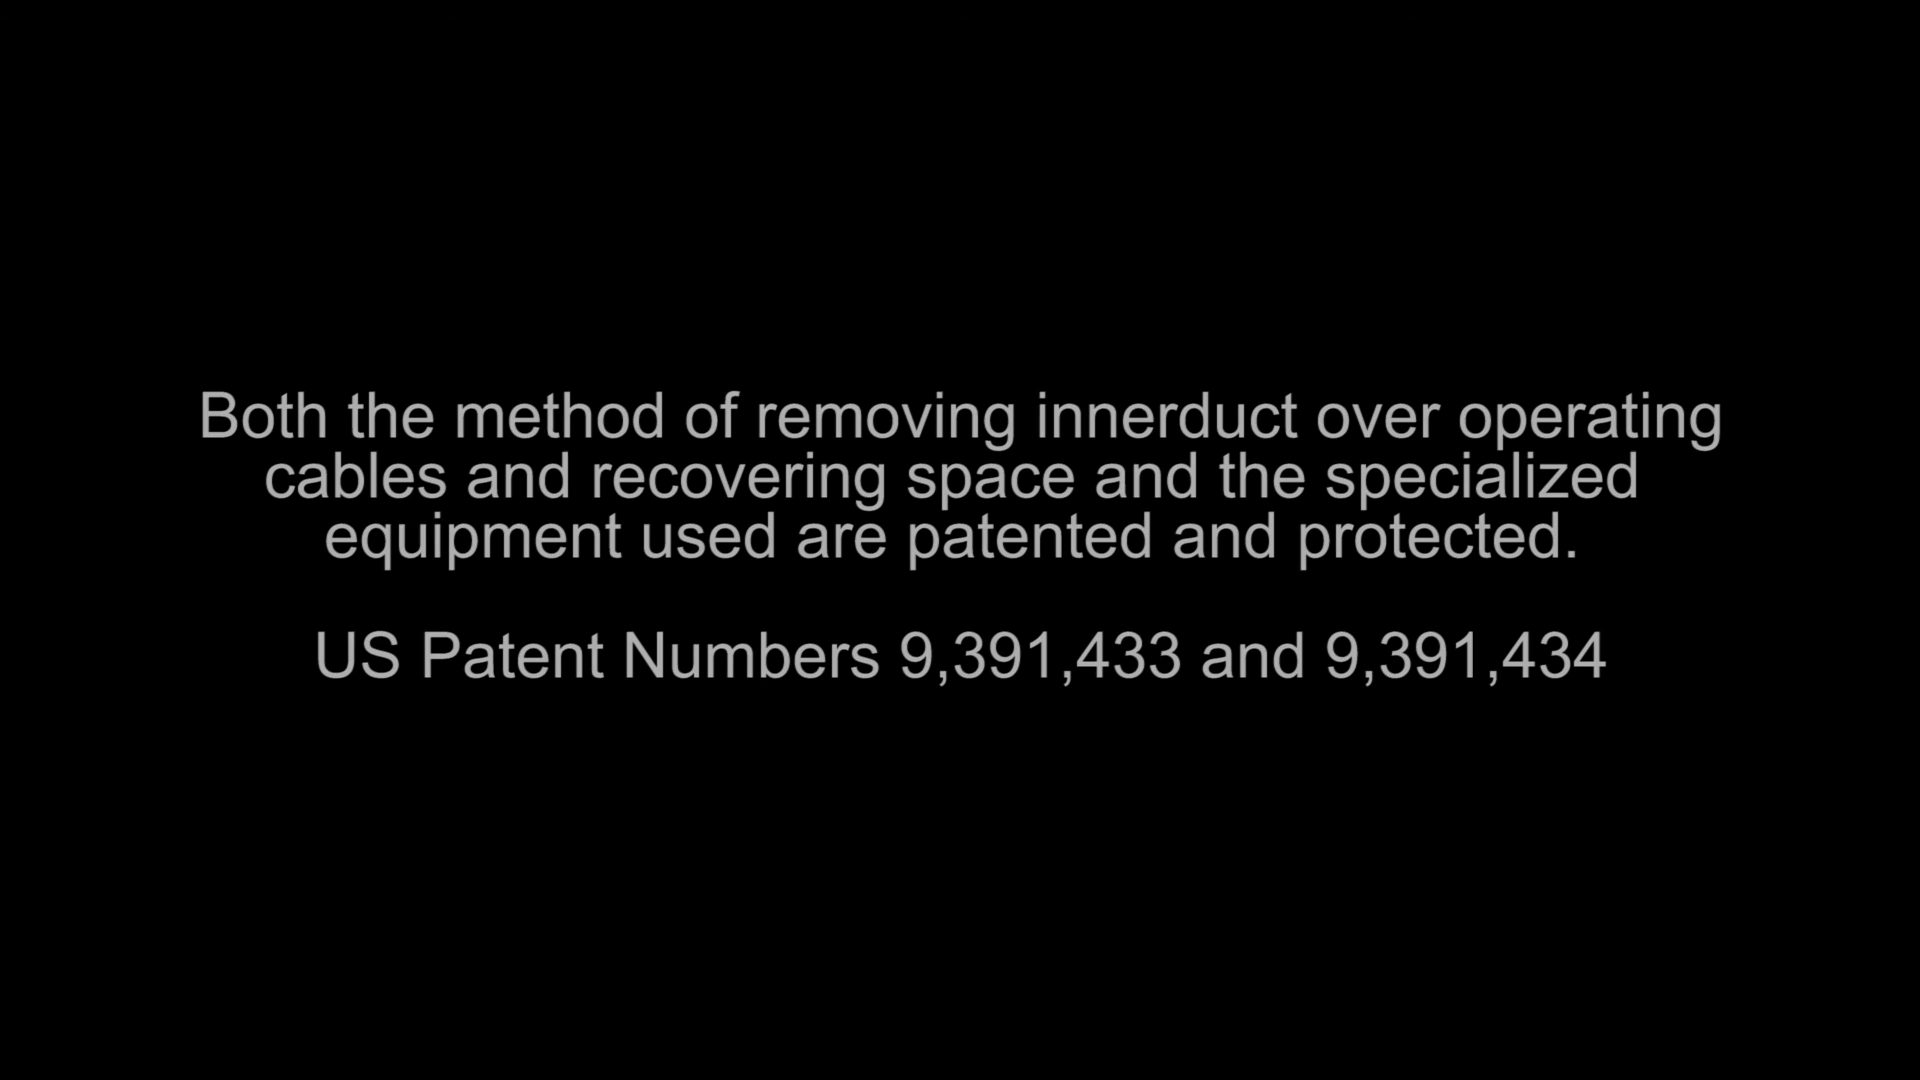 Both the method of removing innerduct over operating
cables and recovering space and the specialized
equipment used are patented and protected.
US Patent Numbers 9,391,433 and 9,391,434